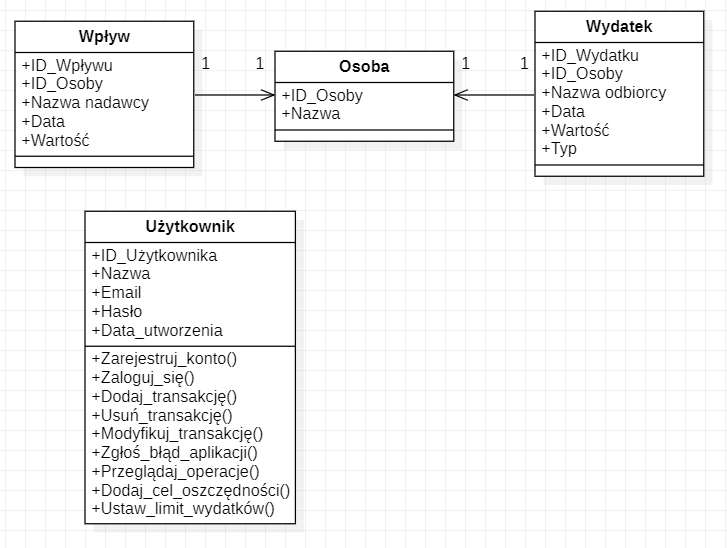 Wpływ
+ID_Wpływu
+ID_Osoby
+Nazwa nadawcy
+Data
+Wartość
1
1
Osoba
+ID_Osoby
+Nazwa
1
1
Wydatek
+ID_Wydatku
+ID_Osoby
+Nazwa odbiorcy
+Data
+Wartość
+Typ
Użytkownik
+ID_Użytkownika
+Nazwa
+Email
+Hasło
+Data_utworzenia
+Zarejestruj_konto()
+Zaloguj_się()
+Dodaj_transakcję()
+Usuń_transakcję()
+Modyfikuj_transakcję()
+Zgłoś_błąd_aplikacji()
+Przeglądaj_operacje()
+Dodaj_cel_oszczędności()
+Ustaw_limit_wydatków()